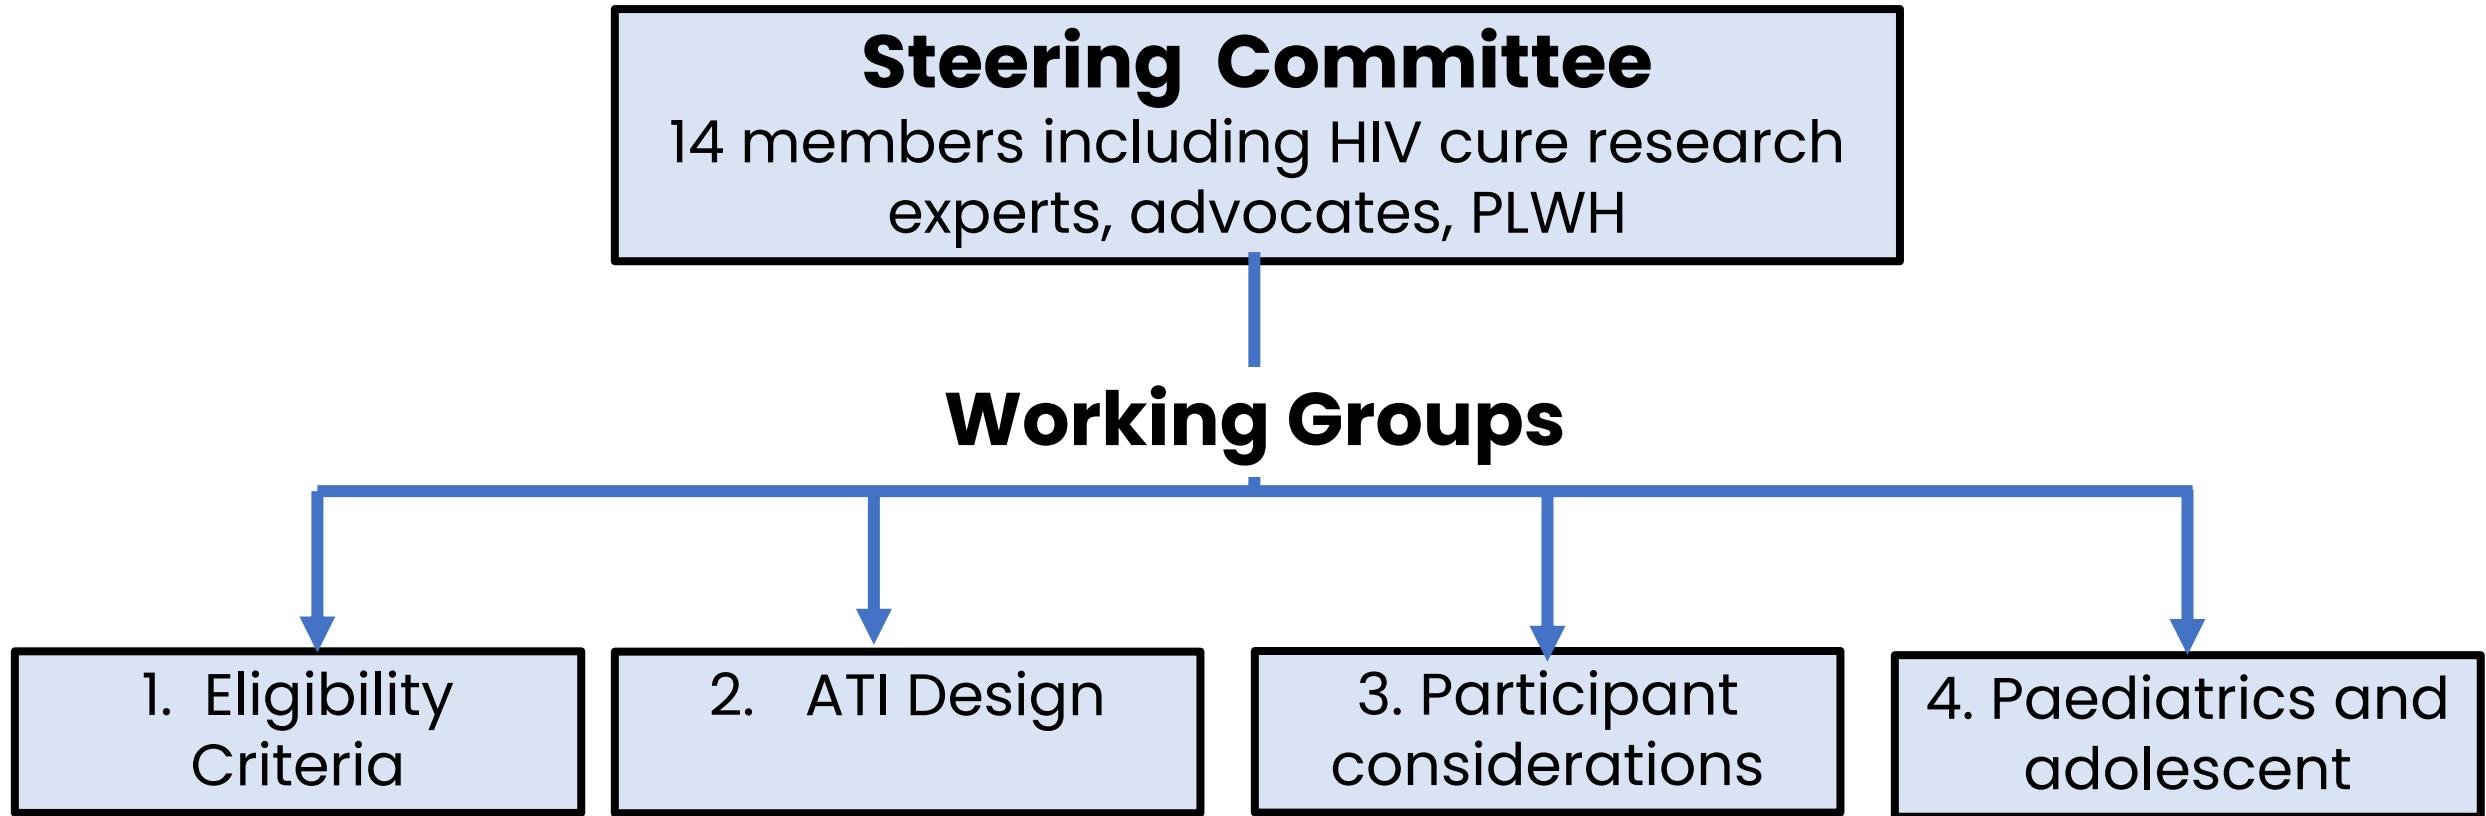 Steering Committee
14 members including HIV cure research
experts, advocates, PLWH
Working Groups
1. Eligibility
Criteria
2. ATI Design
3. Participant
considerations
4. Paediatrics and
adolescent